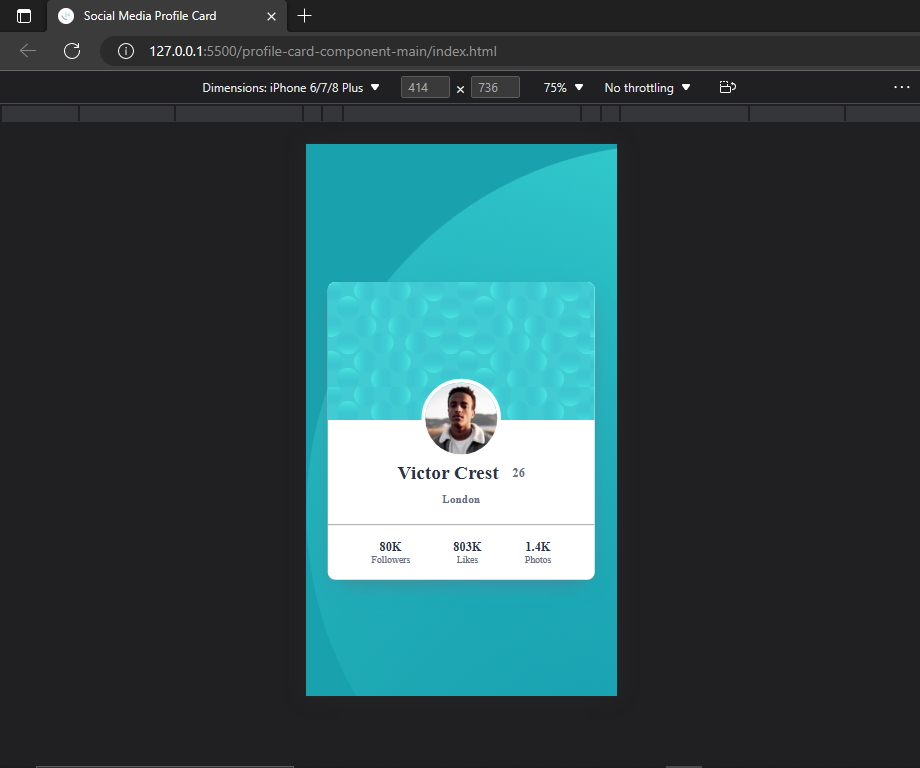 Social Media Profile Card
127.0.0.1:5500/profile-card-component-main/index.html
Dimensions: iPhone 6/7/8 Plus 414 × 736 75% No throttling
Victor Crest 26
London
80K 803K 1.4K
Followers Likes Photos